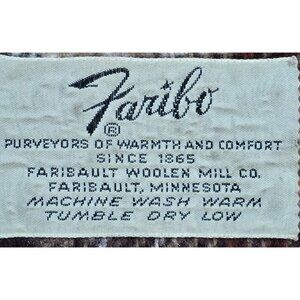 Faribo
®
PURVEYORS OF WARMTH AND COMFORT
SINCE 1865
FARIBAULT WOOLEN MILL CO.
FARIBAULT, MINNESOTA
MACHINE WASH WARM
TUMBLE DRY LOW